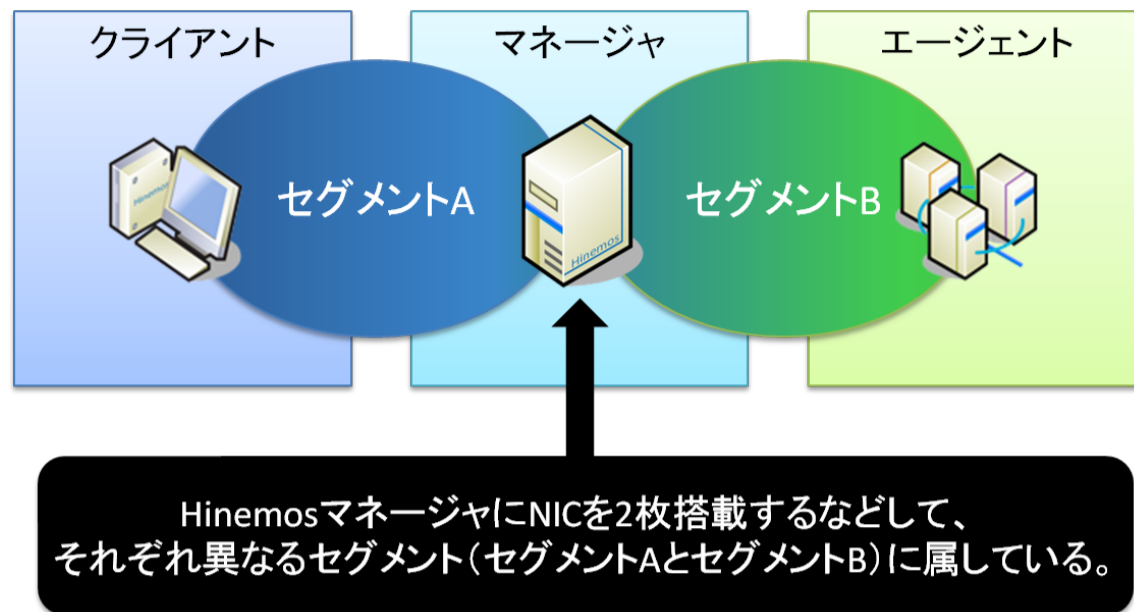 クライアント
マネージャ
エージェント
Hinemos
セグメントA
Hinemos
セグメントB
HinemosマネージャにNICを2枚搭載するなどして、
それぞれ異なるセグメント(セグメントAとセグメントB)に属している。